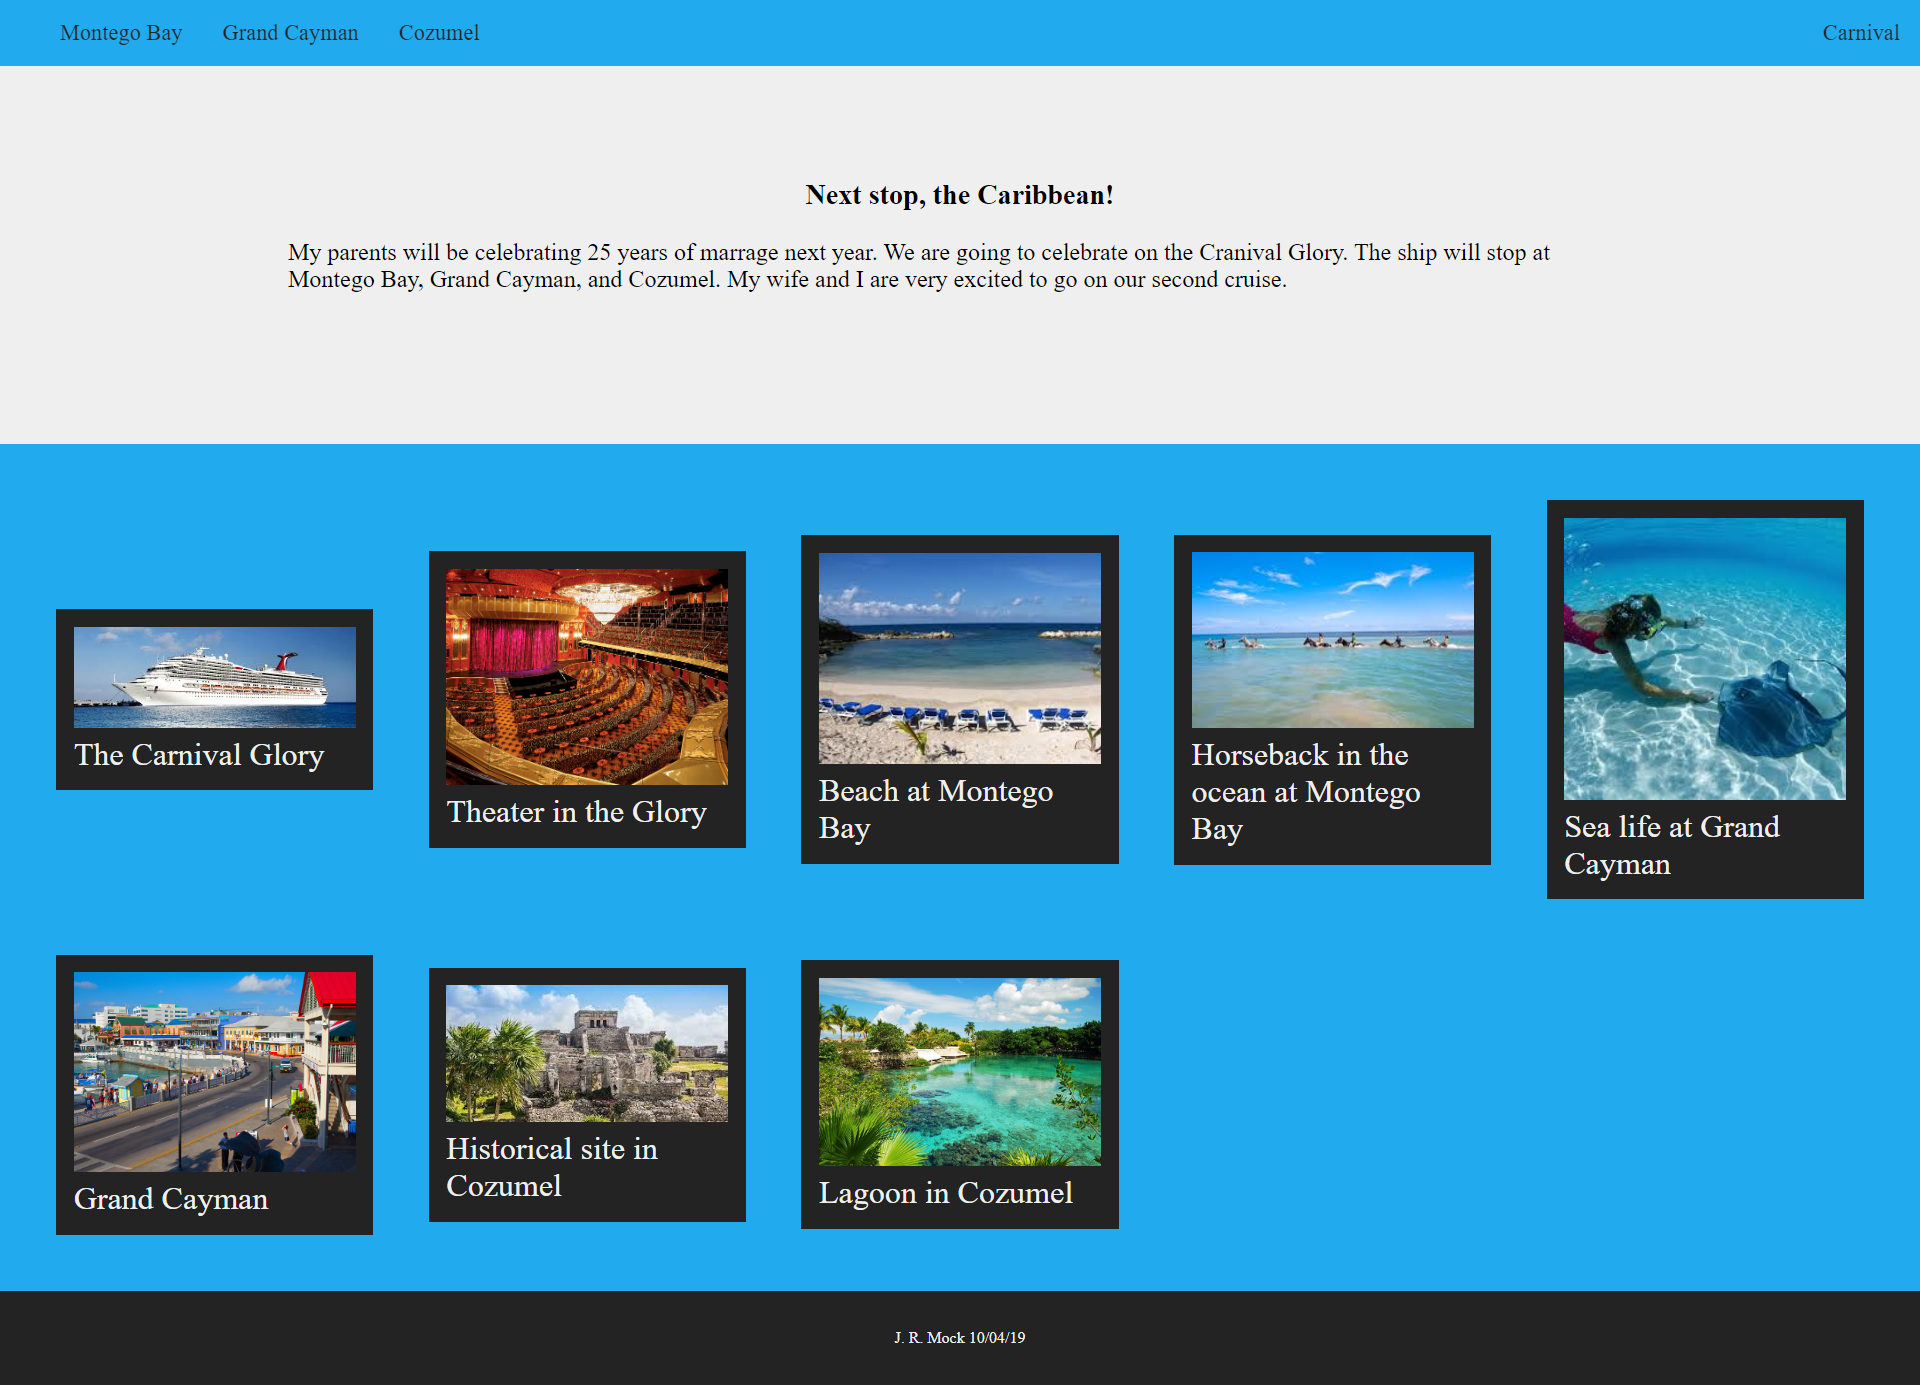 Montego Bay Grand Cayman Cozumel Carnival
Next stop, the Caribbean!
My parents will be celebrating 25 years of marrage next year. We are going to celebrate on the Cranival Glory. The ship will stop at
Montego Bay, Grand Cayman, and Cozumel. My wife and I are very excited to go on our second cruise.
The Carnival Glory
Theater in the Glory
Beach at Montego
Bay
Horseback in the
ocean at Montego
Bay
Sea life at Grand
Cayman
Grand Cayman
Historical site in
Cozumel
Lagoon in Cozumel
J. R. Mock 10/04/19